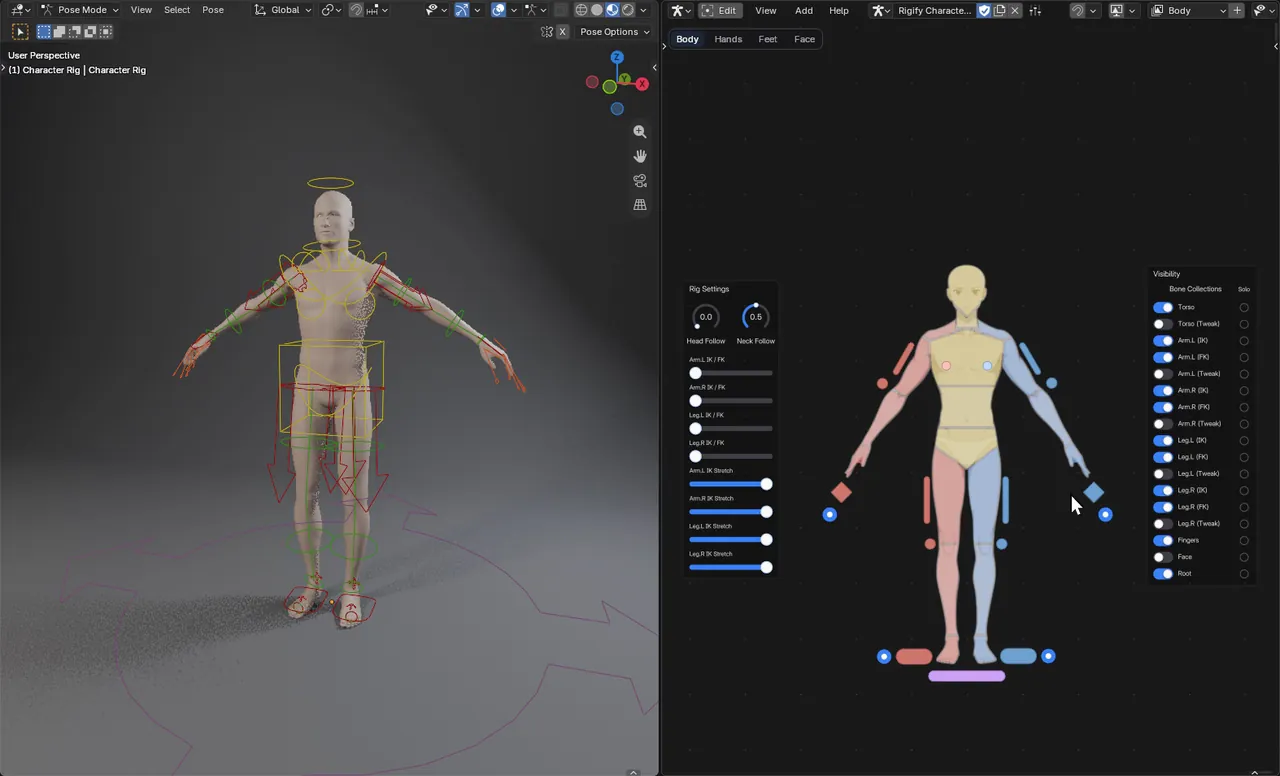 Pose Mode View Select Pose Global
Pose Options
User Perspective
(1) Character Rig | Character Rig
Z
Y
X
X
Edit View Add Help Rigify Characte... Body
Body Hands Feet Face
Rig Settings
0.0 0.5
Head Follow Neck Follow
Arm.L IK / FK
Arm.R IK / FK
Leg.L IK / FK
Leg.R IK / FK
Arm.L IK Stretch
Arm.R IK Stretch
Leg.L IK Stretch
Leg.R IK Stretch
Visibility
Bone Collections Solo
Torso
Torso (Tweak)
Arm.L (IK)
Arm.L (FK)
Arm.L (Tweak)
Arm.R (IK)
Arm.R (FK)
Arm.R (Tweak)
Leg.L (IK)
Leg.L (FK)
Leg.L (Tweak)
Leg.R (IK)
Leg.R (FK)
Leg.R (Tweak)
Fingers
Face
Root